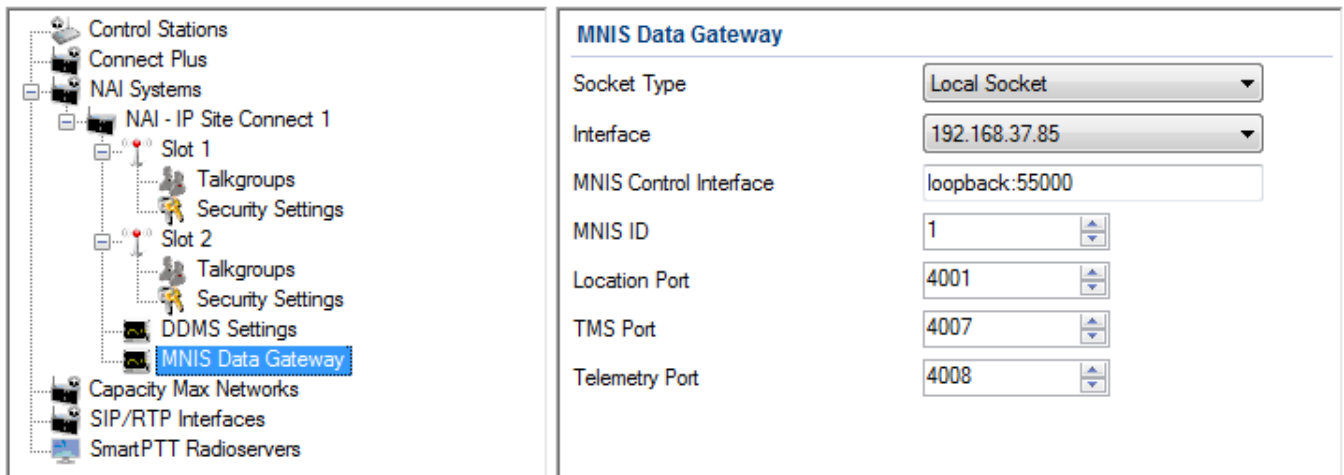 Control Stations
Connect Plus
NAI Systems
NAI - IP Site Connect 1
Slot 1
Talkgroups
Security Settings
Slot 2
Talkgroups
Security Settings
DDMS Settings
MNIS Data Gateway
Capacity Max Networks
SIP/RTP Interfaces
SmartPTT Radioservers
MNIS Data Gateway
Socket Type Local Socket
Interface 192.168.37.85
MNIS Control Interface loopback:55000
MNIS ID 1
Location Port 4001
TMS Port 4007
Telemetry Port 4008